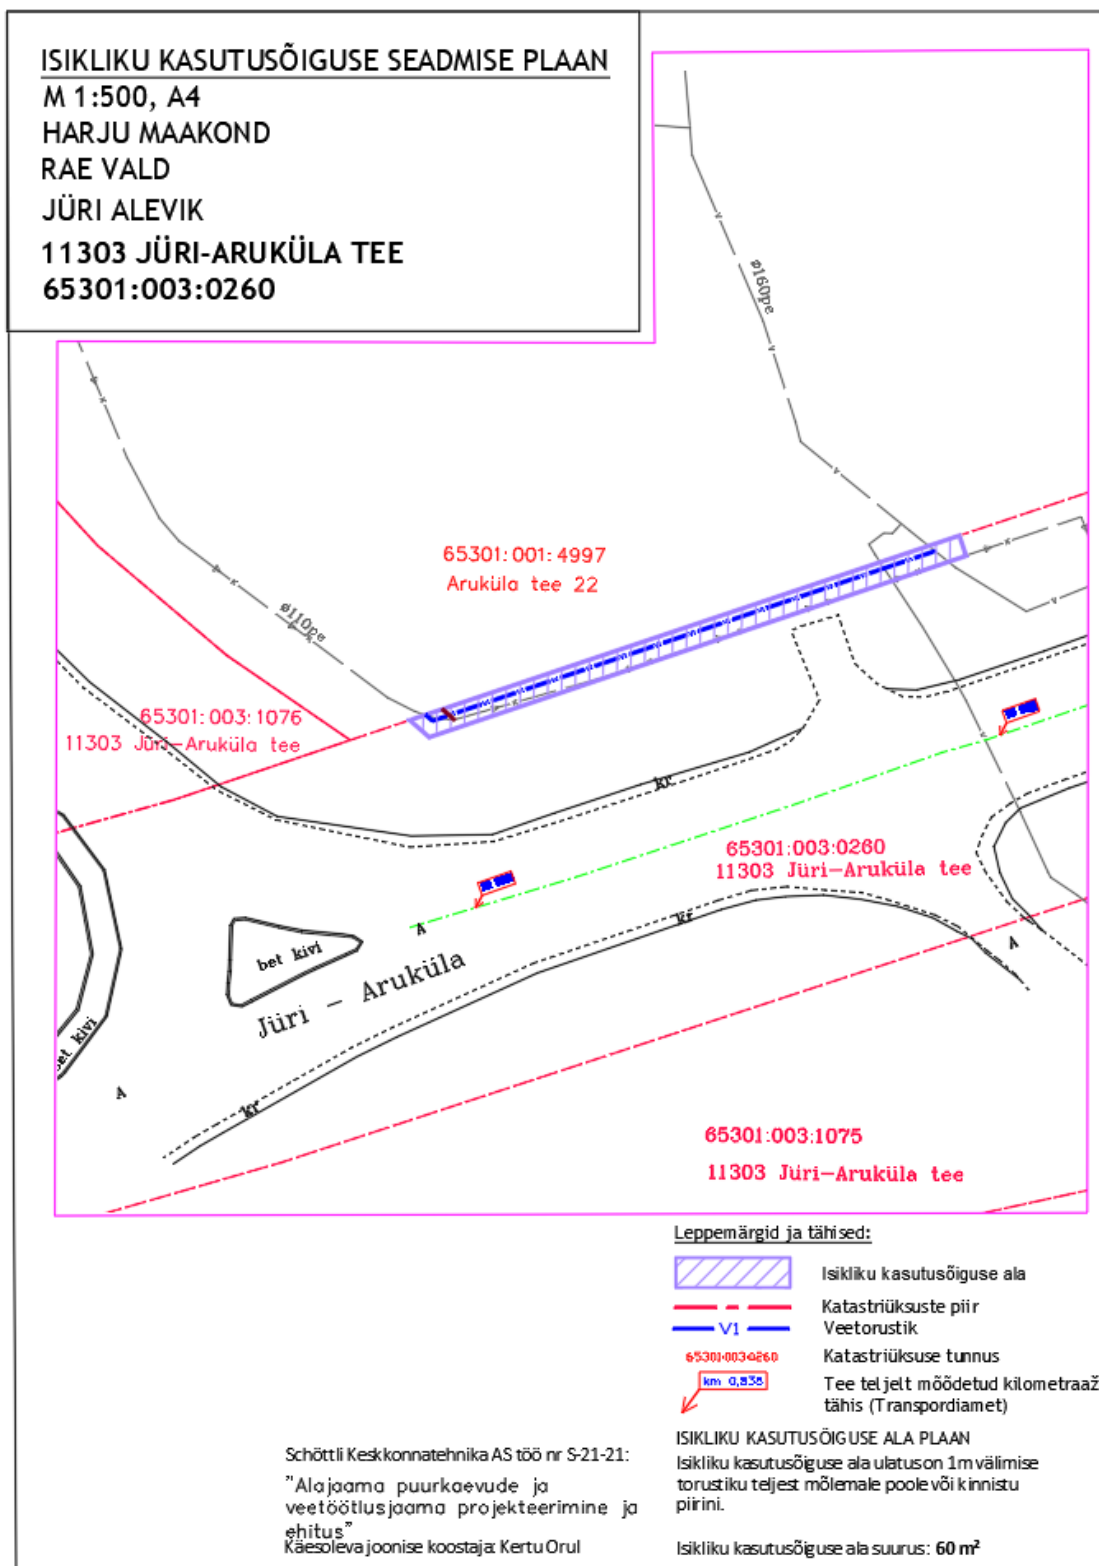 ISIKLIKU KASUTUSÕIGUSE SEADMISE PLAAN
M 1:500, A4
HARJU MAAKOND
RAE VALD
JÜRI ALEVIK
11303 JÜRI-ARUKÜLA TEE
65301:003:0260
ø160pe
65301:001:4997
Aruküla tee 22
ø110pe
65301:003:1076
11303 Jüri-Aruküla tee
kr
65301:003:0260
11303 Jüri-Aruküla tee
kr
A
bet kivi
Jüri - Aruküla
A
bet kivi
A
kr
65301:003:1075
11303 Jüri-Aruküla tee
Leppemärgid ja tähised:
Isikliku kasutusõiguse ala
Katastriüksuste piir
V1 Veetorustik
65301:003:0260 Katastriüksuse tunnus
km 0,838 Tee teljelt mõõdetud kilometraaž
tähis (Transpordiamet)
ISIKLIKU KASUTUSÕIGUSE ALA PLAAN
Isikliku kasutusõiguse ala ulatus on 1m välimise
torustiku teljest mõlemale poole või kinnistu
piirini.
Isikliku kasutusõiguse ala suurus: 60 m²
Schöttli Keskkonnatehnika AS töö nr S-21-21:
"Alajaama puurkaevude ja
veetöötlusjaama projekteerimine ja
ehitus"
Käesoleva joonise koostaja: Kertu Orul